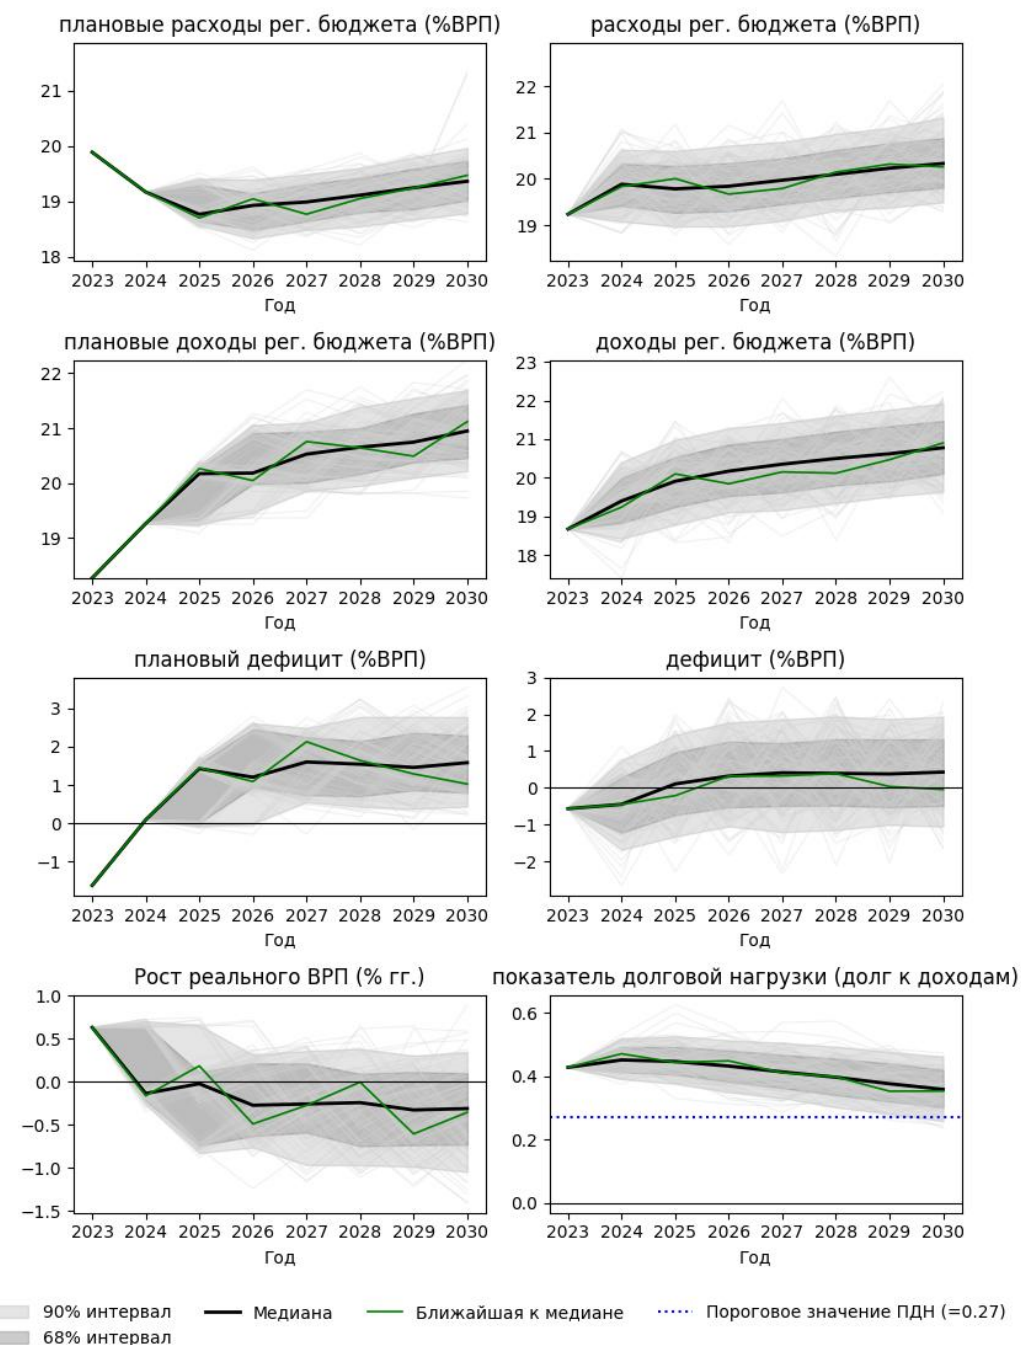 плановые расходы рег. бюджета (%ВРП)
21
20
19
18
2023 2024 2025 2026 2027 2028 2029 2030
Год
расходы рег. бюджета (%ВРП)
22
21
20
19
2023 2024 2025 2026 2027 2028 2029 2030
Год
плановые доходы рег. бюджета (%ВРП)
22
21
20
19
2023 2024 2025 2026 2027 2028 2029 2030
Год
доходы рег. бюджета (%ВРП)
23
22
21
20
19
18
2023 2024 2025 2026 2027 2028 2029 2030
Год
плановый дефицит (%ВРП)
3
2
1
0
−1
2023 2024 2025 2026 2027 2028 2029 2030
Год
дефицит (%ВРП)
3
2
1
0
−1
−2
2023 2024 2025 2026 2027 2028 2029 2030
Год
Рост реального ВРП (% гг.)
1.0
0.5
0.0
−0.5
−1.0
−1.5
2023 2024 2025 2026 2027 2028 2029 2030
Год
показатель долговой нагрузки (долг к доходам)
0.6
0.4
0.2
0.0
2023 2024 2025 2026 2027 2028 2029 2030
Год
90% интервал
68% интервал
Медиана
Ближайшая к медиане
Пороговое значение ПДН (=0.27)